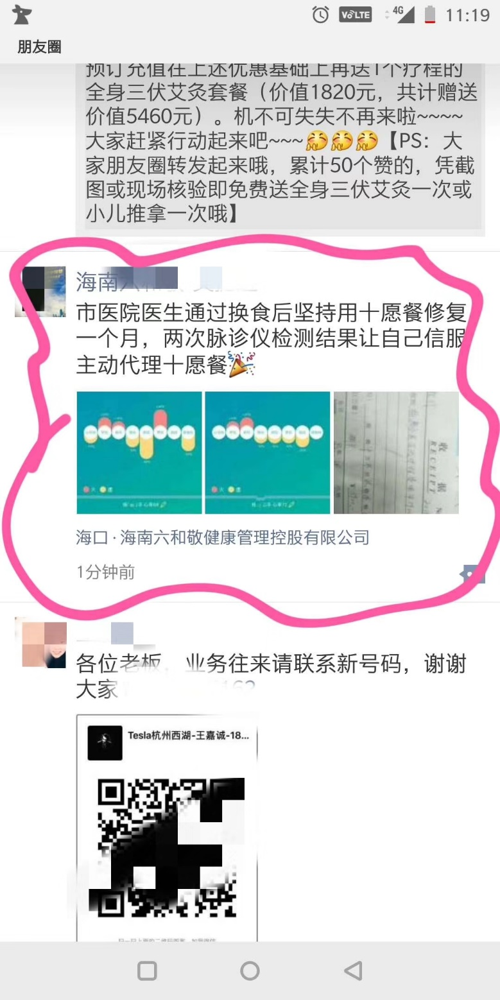 VoLTE 4G 11:19
朋友圈
预订充值在上述优惠基础上再送1个疗程的
全身三伏艾灸套餐（价值1820元，共计赠送
价值5460元）。机不可失失不再来啦~~~~
大家赶紧行动起来吧~~~【PS：大
家朋友圈转发起来哦，累计50个赞的，凭截
图或现场核验即免费送全身三伏艾灸一次或
小儿推拿一次哦】
海南六和
市医院医生通过换食后坚持用十愿餐修复
一个月，两次脉诊仪检测结果让自己信服
主动代理十愿餐
收据
RECEIPT
海口·海南六和敬健康管理控股有限公司
1分钟前
各位老板，业务往来请联系新号码，谢谢
大家
Tesla杭州西湖-王嘉诚-18...